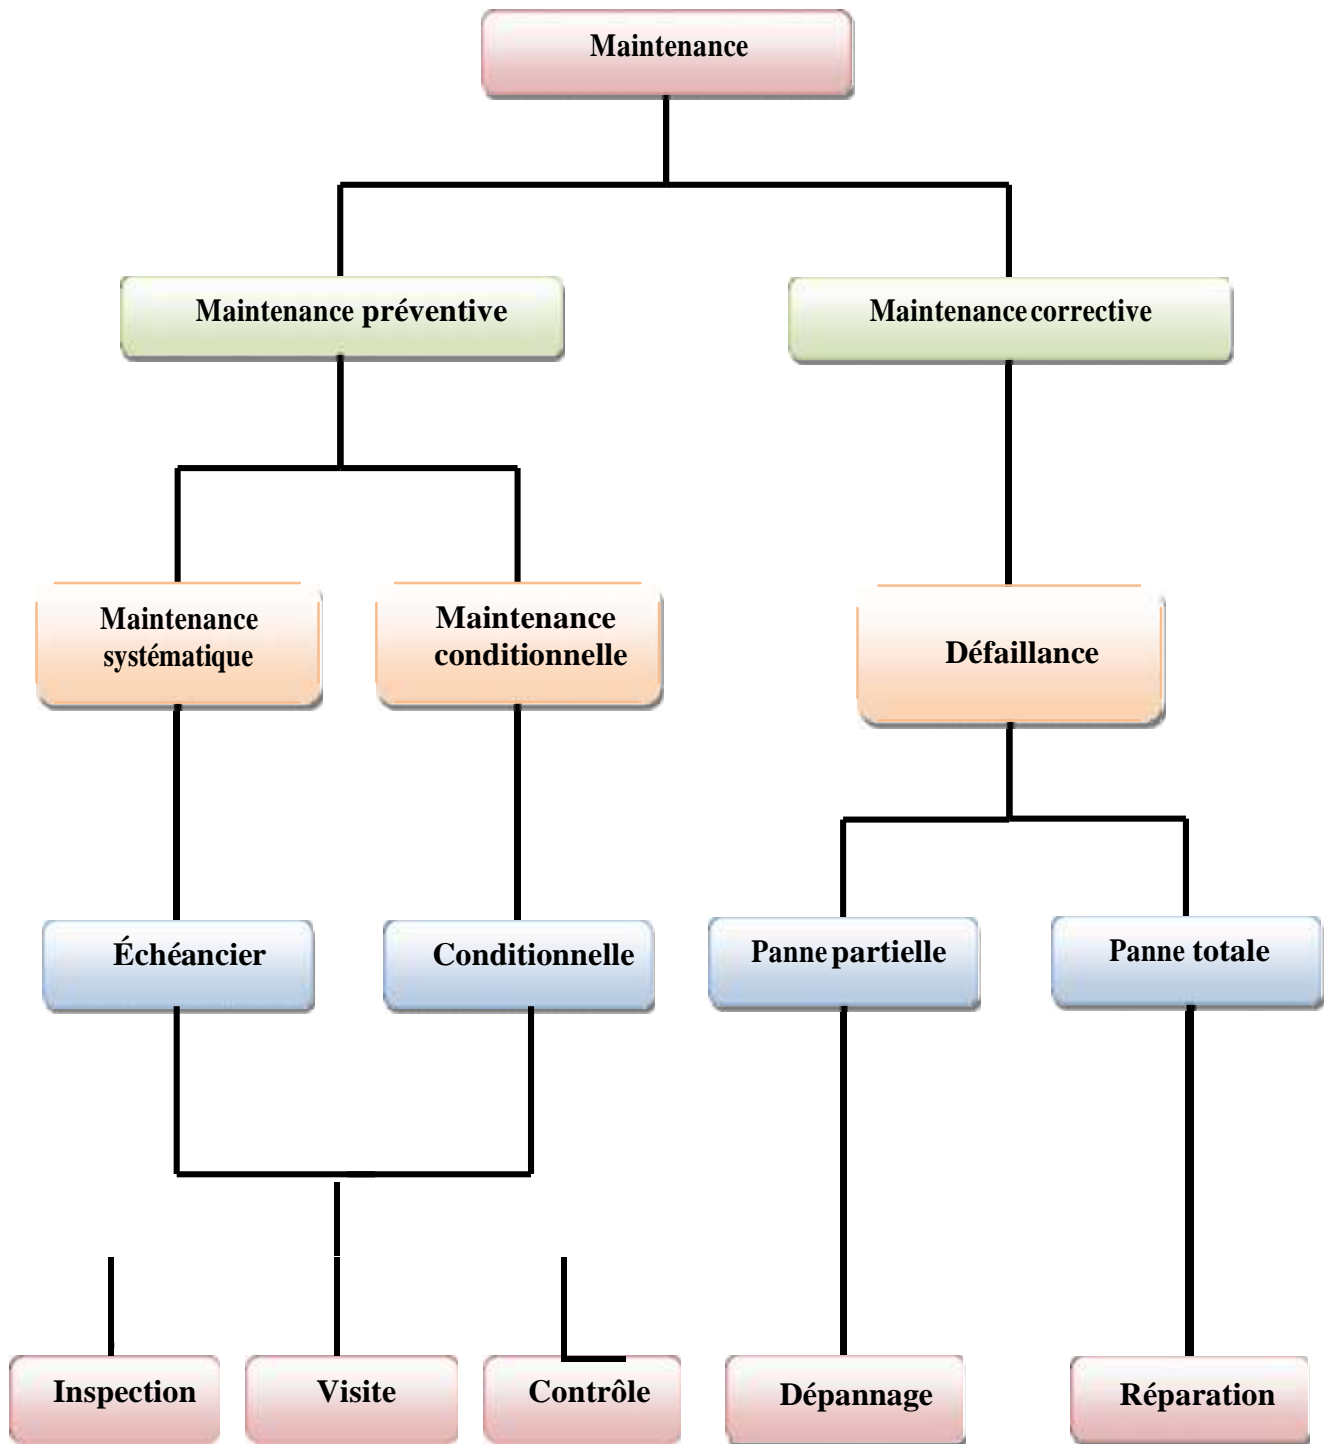 Maintenance
Maintenance préventive
Maintenance corrective
Maintenance
systématique
Maintenance
conditionnelle
Défaillance
Échéancier
Conditionnelle
Panne partielle
Panne totale
Inspection
Visite
Contrôle
Dépannage
Réparation